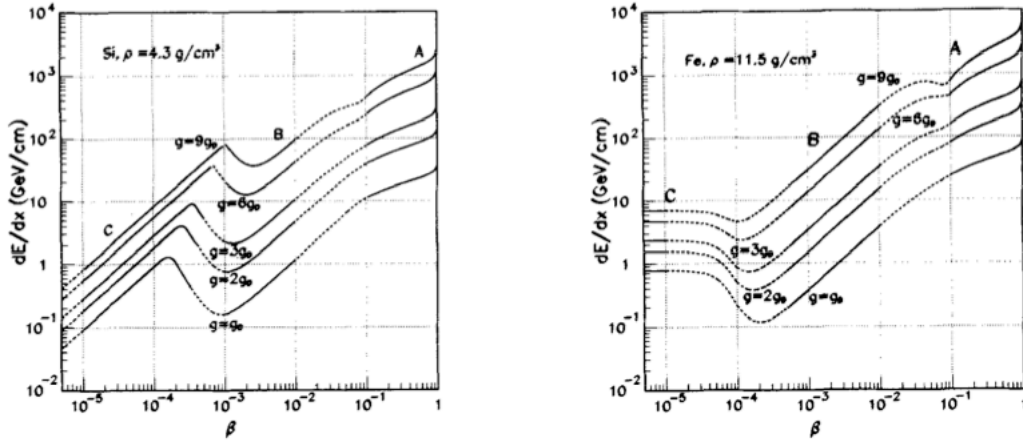 10⁴
10³
10²
10
1
10⁻¹
10⁻²
dE/dx (GeV/cm)
Si, ρ=4.3 g/cm³
A
B
C
g=9g₀
g=6g₀
g=3g₀
g=2g₀
g=g₀
10⁻⁵ 10⁻⁴ 10⁻³ 10⁻² 10⁻¹ 1
β
10⁴
10³
10²
10
1
10⁻¹
10⁻²
dE/dx (GeV/cm)
Fe, ρ=11.5 g/cm³
A
g=9g₀
g=6g₀
B
C
g=3g₀
g=2g₀
g=g₀
10⁻⁵ 10⁻⁴ 10⁻³ 10⁻² 10⁻¹ 1
β